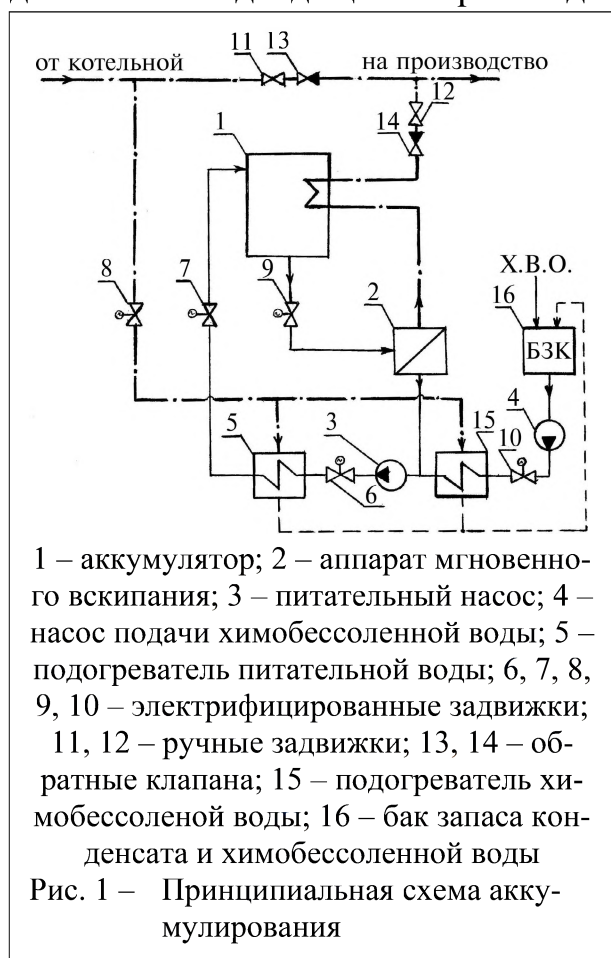 11 13
от котельной
на производство
12
14
1
8
7
9
2
Х.В.О.
16
БЗК
4
5
3
15
10
6
1 – аккумулятор; 2 – аппарат мгновенно-
го вскипания; 3 – питательный насос; 4 –
насос подачи химобессоленной воды; 5 –
подогреватель питательной воды; 6, 7, 8,
9, 10 – электрифицированные задвижки;
11, 12 – ручные задвижки; 13, 14 – об-
ратные клапана; 15 – подогреватель хи-
мобессоленой воды; 16 – бак запаса кон-
денсата и химобессоленной воды
Рис. 1 – Принципиальная схема акку-
мулирования